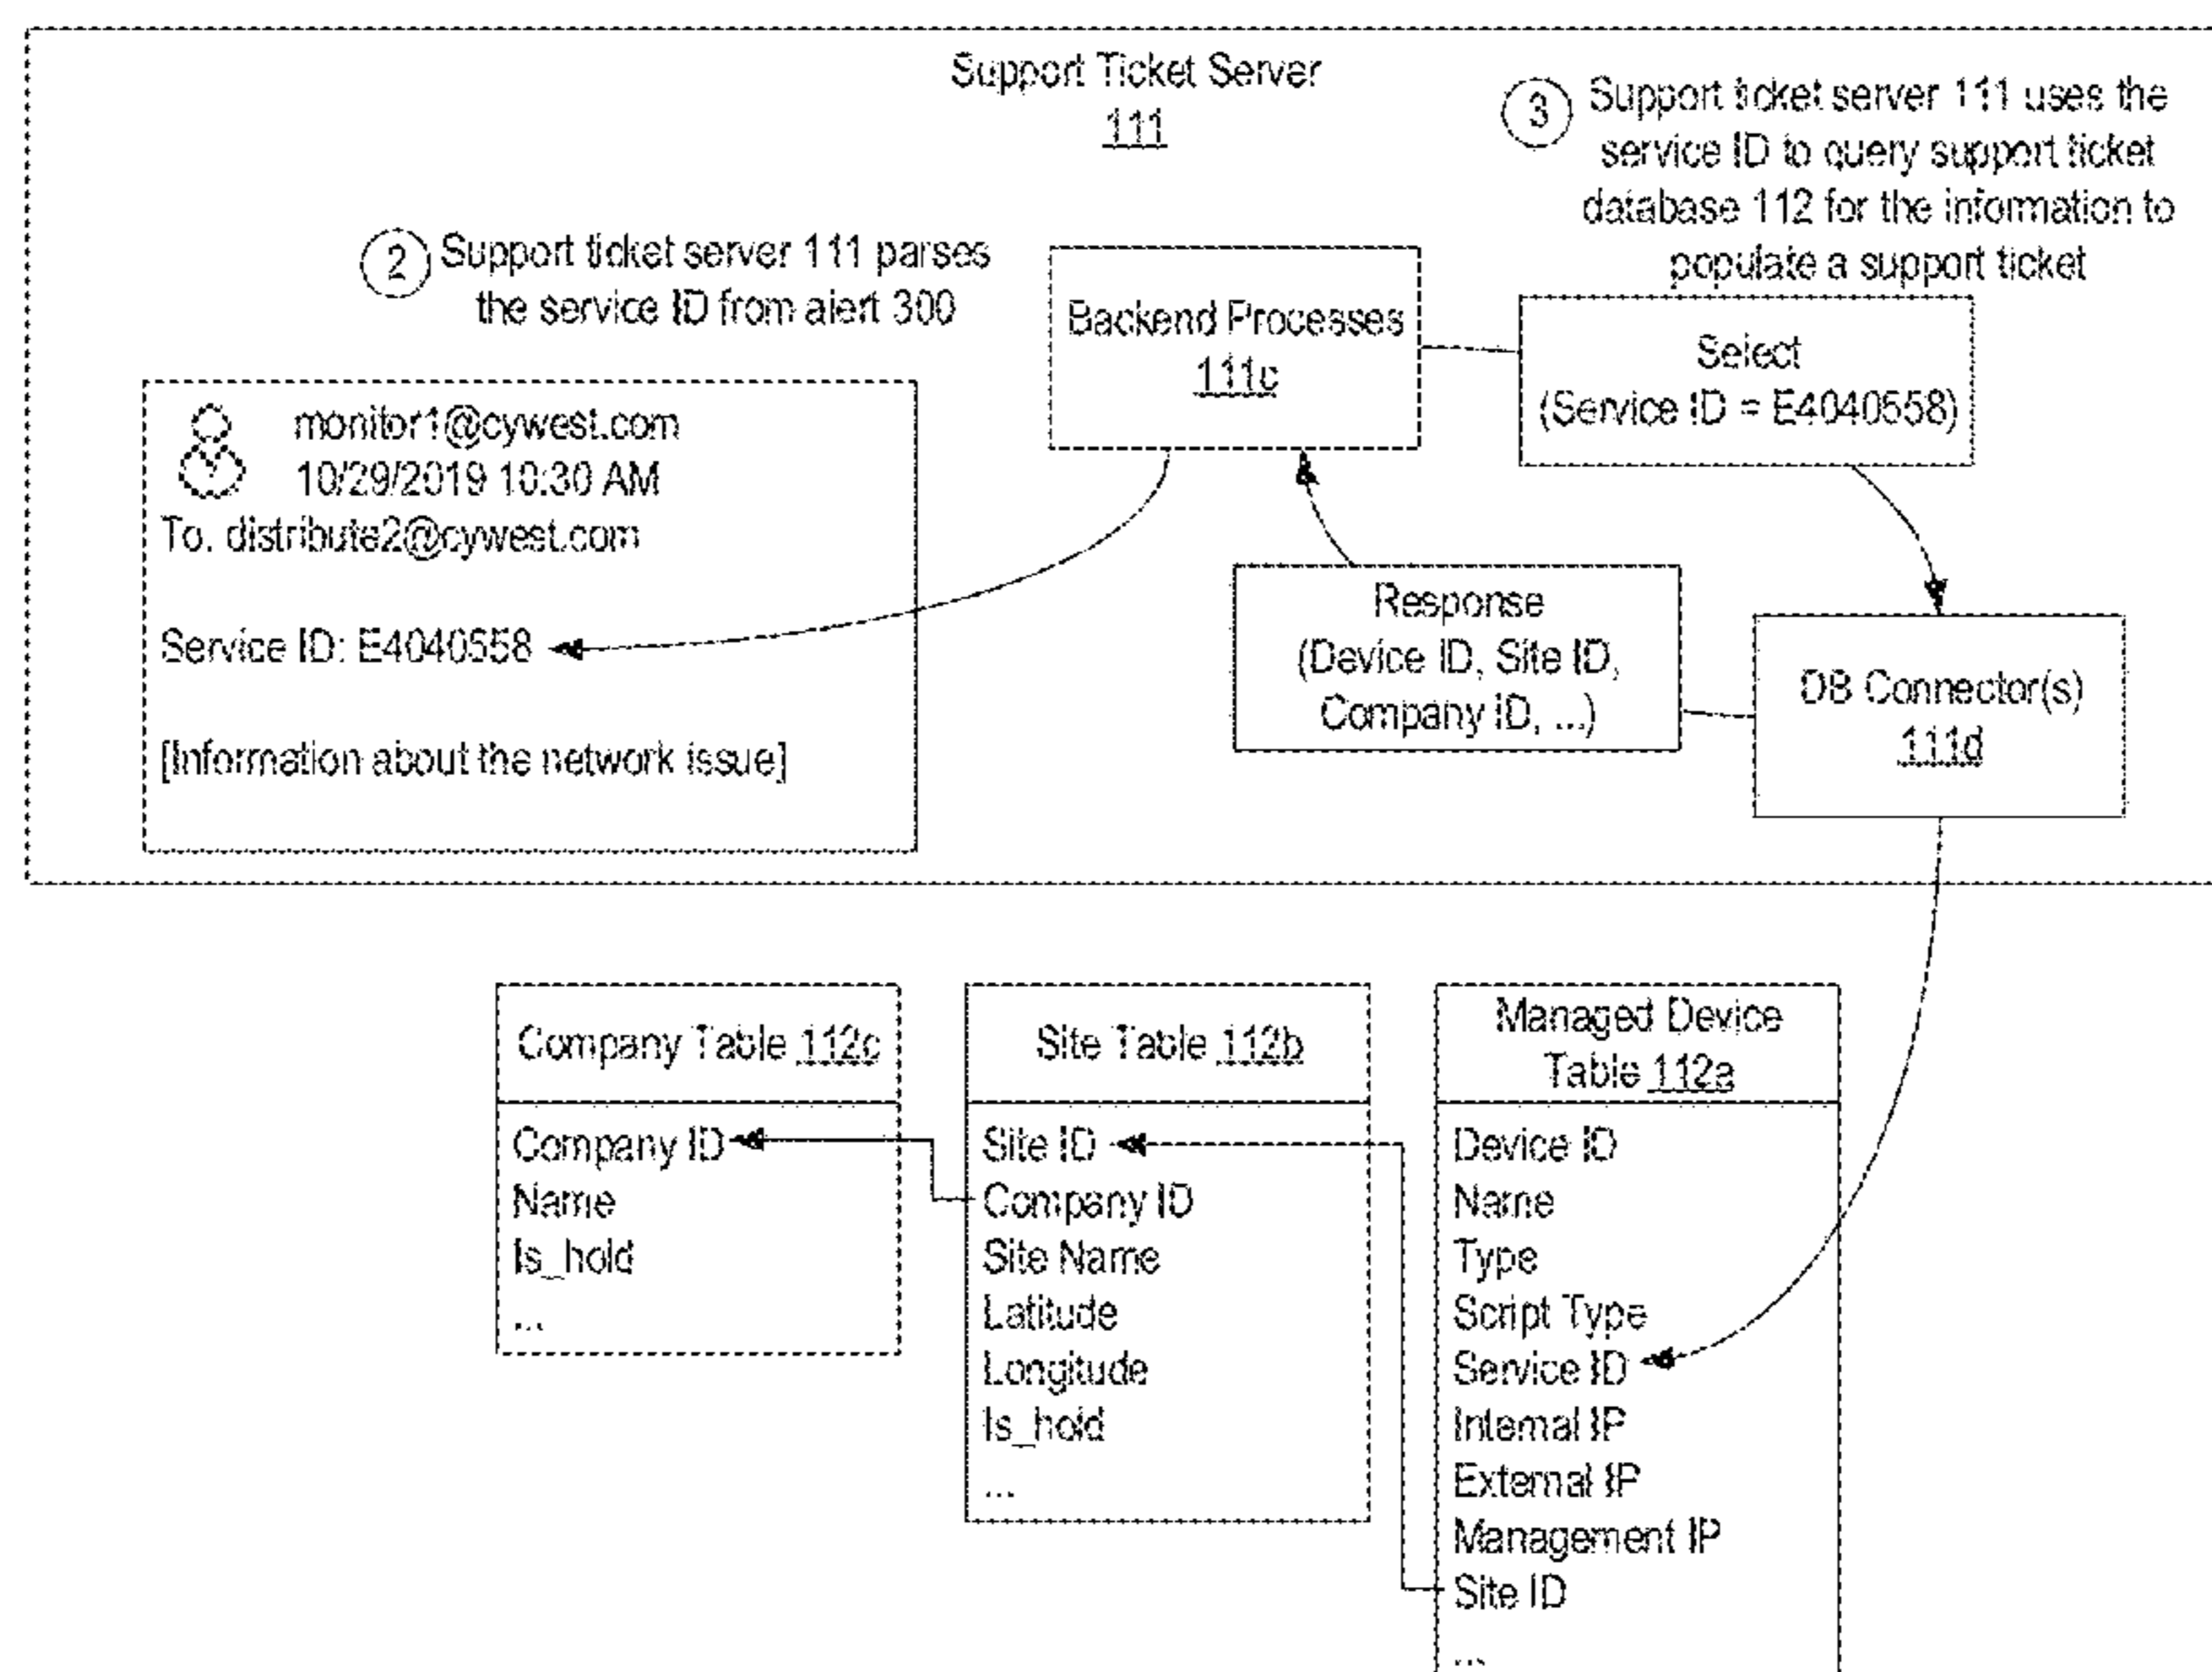 Support Ticket Server
111
3
Support ticket server 111 uses the
service ID to query support ticket
database 112 for the information to
populate a support ticket
2
Support ticket server 111 parses
the service ID from alert 300
Backend Processes
111c
Select
(Service ID = E4040558)
monitor1@cywest.com
10/29/2019 10:30 AM
To. distribute2@cywest.com
Service ID: E4040558
[Information about the network issue]
Response
(Device ID, Site ID,
Company ID, ...)
DB Connector(s)
111d
Company Table 112c
Company ID
Name
Is_hold
...
Site Table 112b
Site ID
Company ID
Site Name
Latitude
Longitude
Is_hold
...
Managed Device
Table 112a
Device ID
Name
Type
Script Type
Service ID
Internal IP
External IP
Management IP
Site ID
...